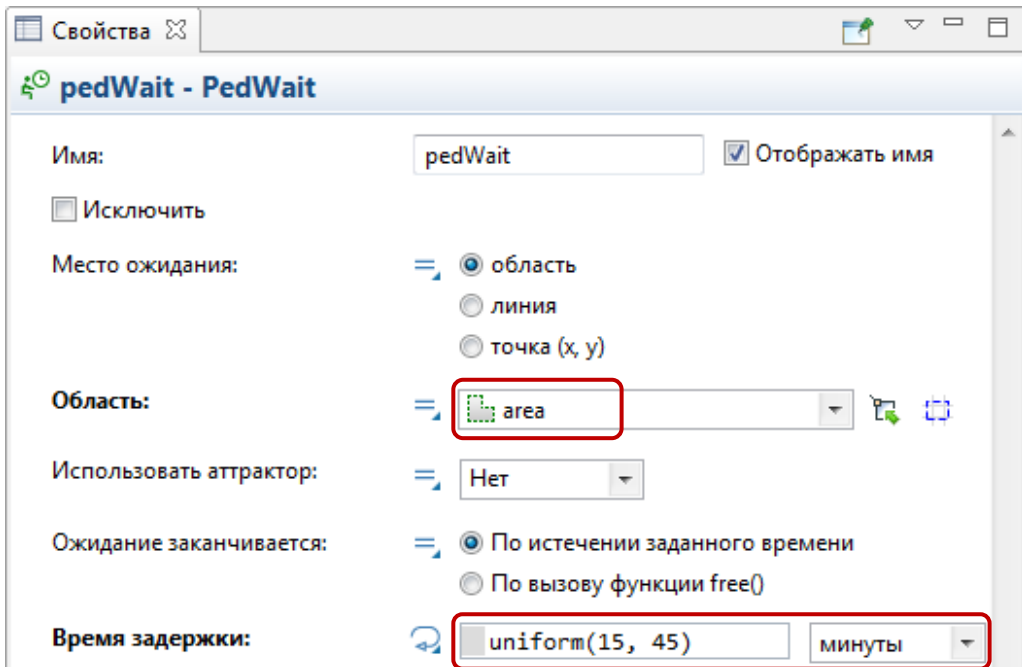 Свойства
pedWait - PedWait
Имя: pedWait Отображать имя
Исключить
Место ожидания: область
линия
точка (x, y)
Область: area
Использовать аттрактор: Нет
Ожидание заканчивается: По истечении заданного времени
По вызову функции free()
Время задержки: uniform(15, 45) минуты